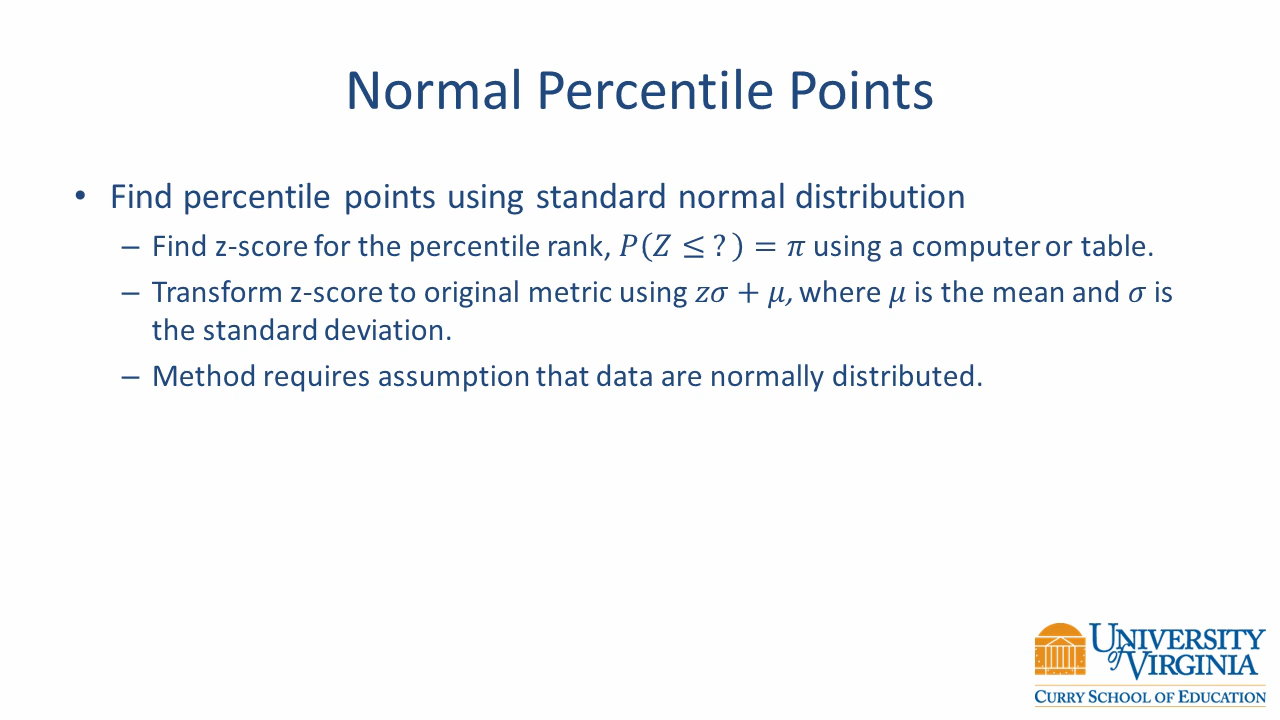 Normal Percentile Points
• Find percentile points using standard normal distribution
– Find z-score for the percentile rank, 𝑃(𝑍 ≤ ? ) = 𝜋 using a computer or table.
– Transform z-score to original metric using 𝑧𝜎 + 𝜇, where 𝜇 is the mean and 𝜎 is
the standard deviation.
– Method requires assumption that data are normally distributed.
UNIVERSITY
of VIRGINIA
CURRY SCHOOL OF EDUCATION